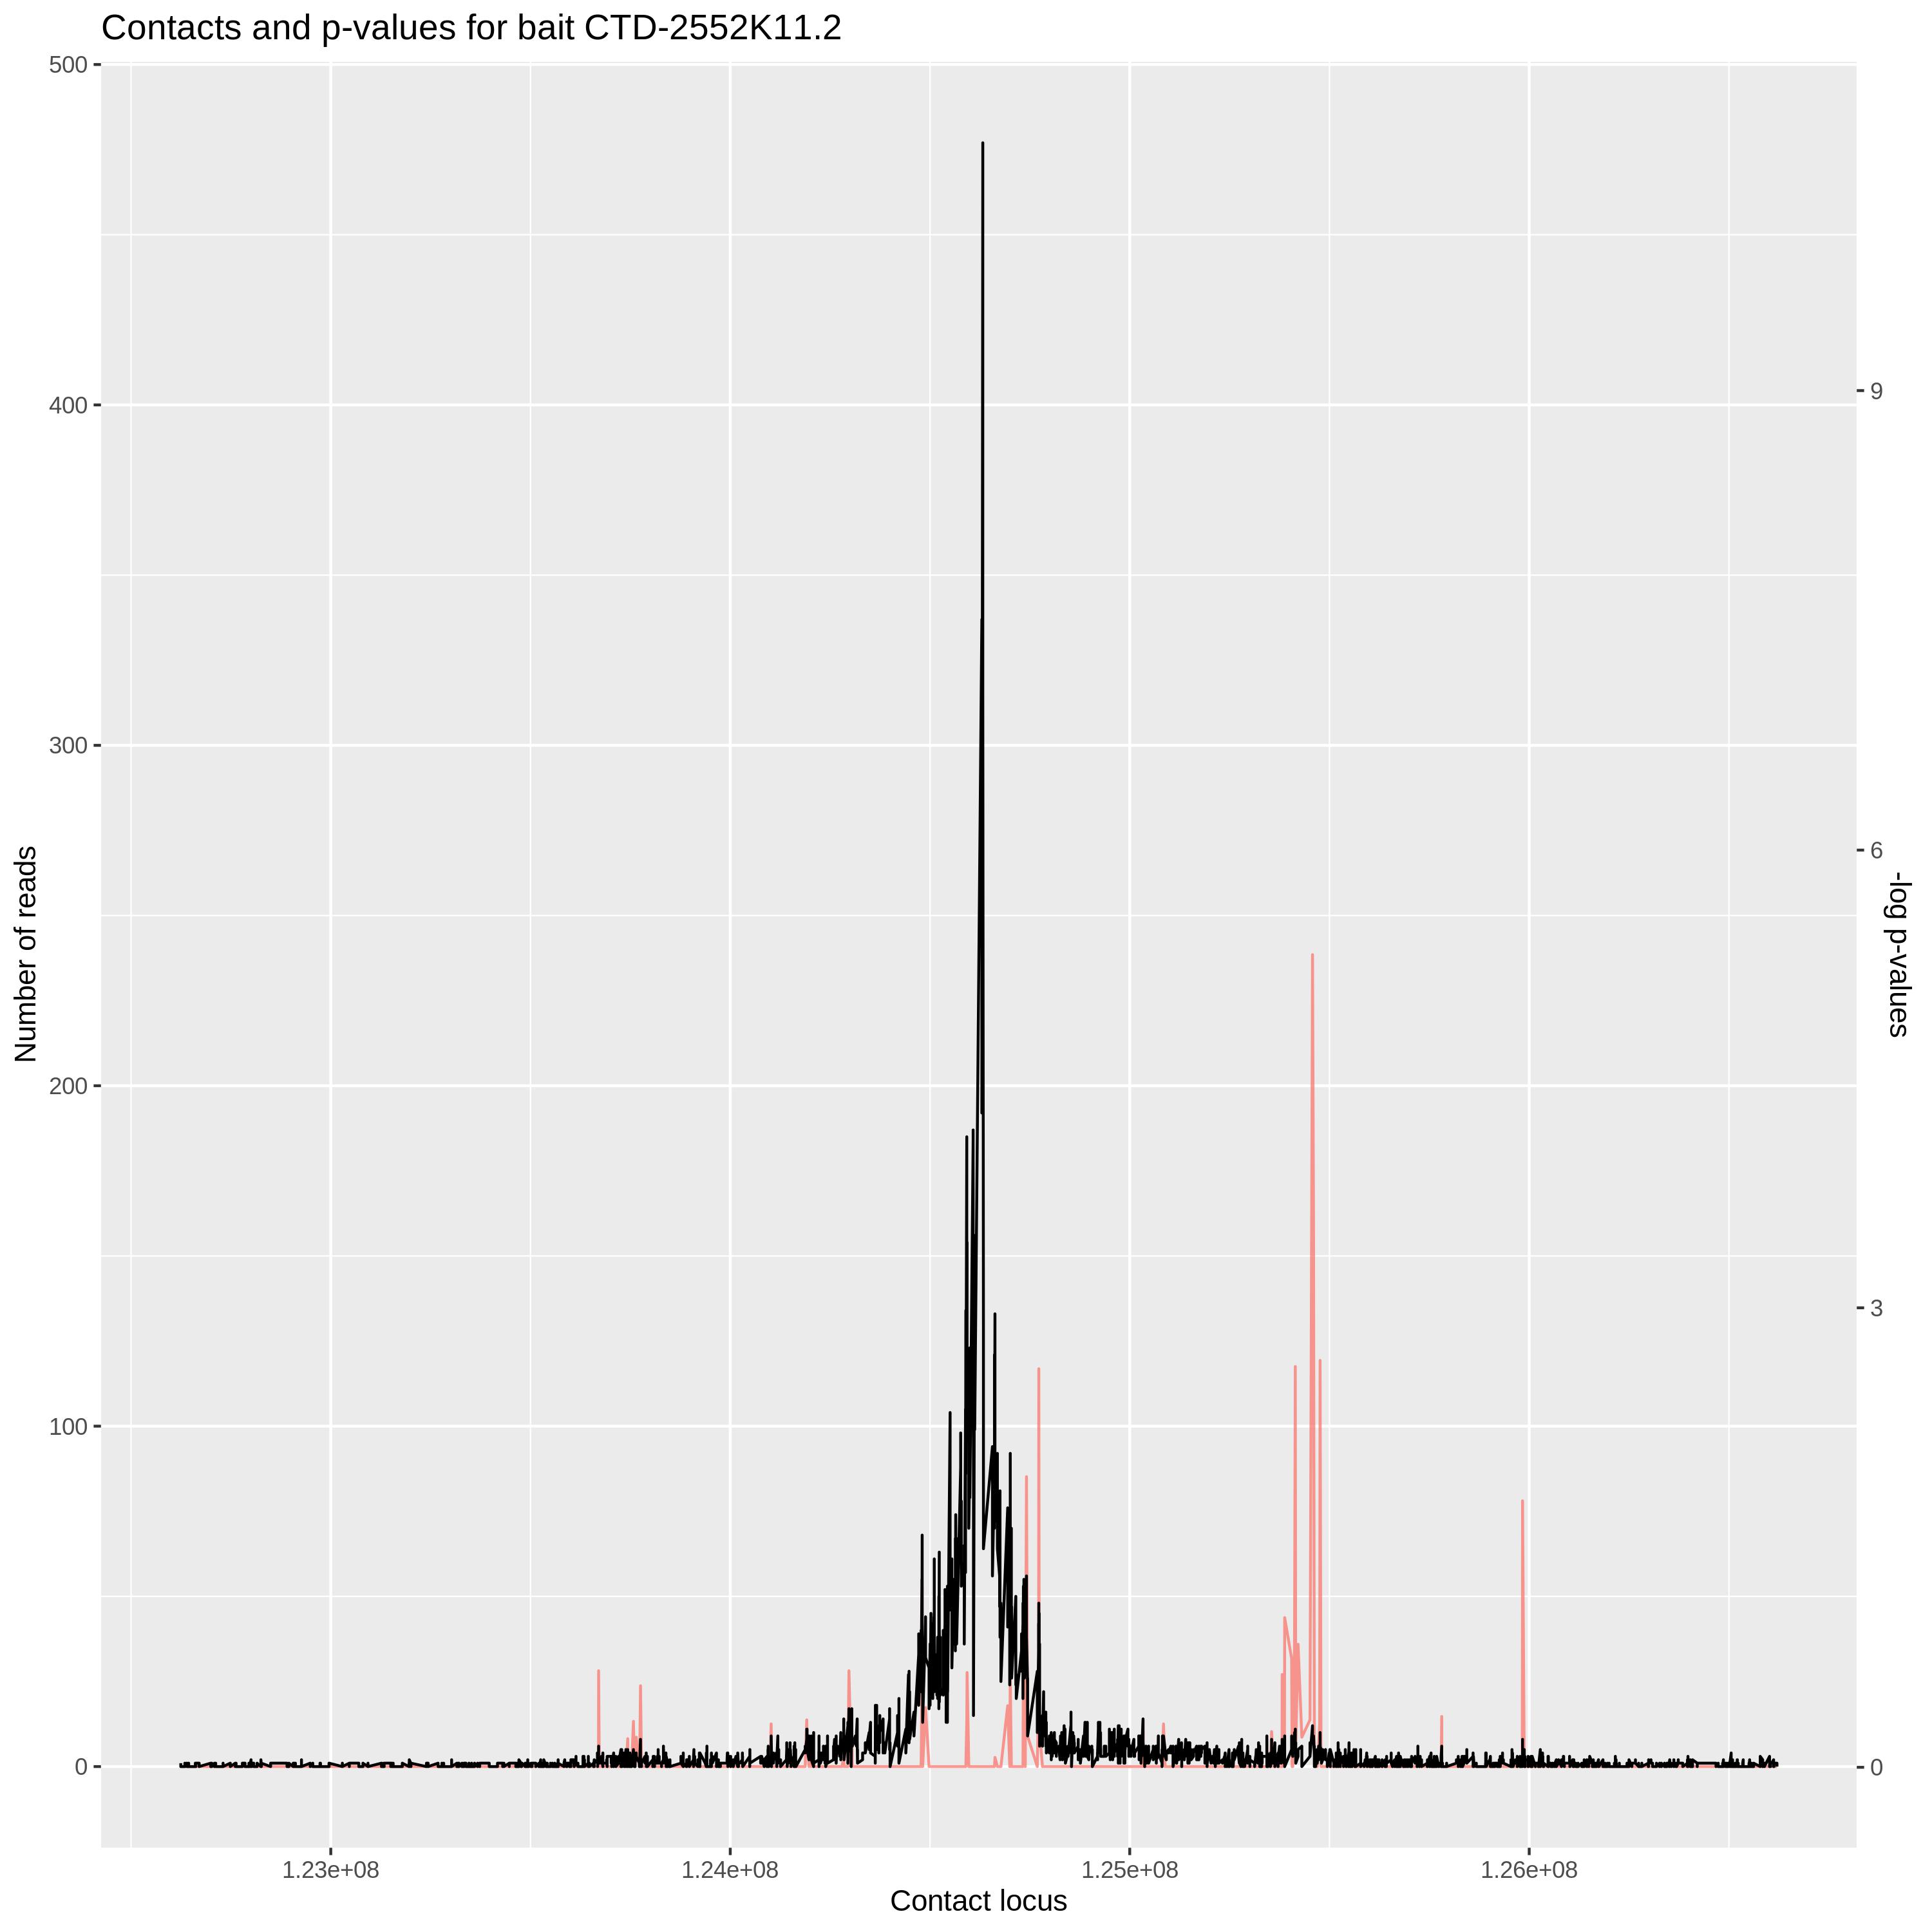 Contacts and p-values for bait CTD-2552K11.2
500
400
300
200
100
0
Number of reads
9
6
3
0
-log p-values
1.23e+08
1.24e+08
1.25e+08
1.26e+08
Contact locus